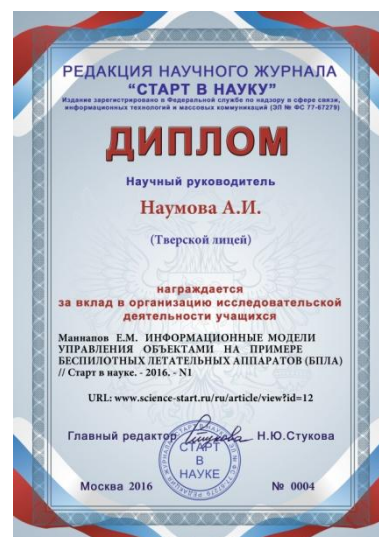 РЕДАКЦИЯ НАУЧНОГО ЖУРНАЛА
“СТАРТ В НАУКУ”
Издание зарегистрировано в Федеральной службе по надзору в сфере связи,
информационных технологий и массовых коммуникаций (ЭЛ № ФС 77-67279)
ДИПЛОМ
Научный руководитель
Наумова А.И.
(Тверской лицей)
награждается
за вклад в организацию исследовательской
деятельности учащихся
Маннапов Е.М. ИНФОРМАЦИОННЫЕ МОДЕЛИ
УПРАВЛЕНИЯ ОБЪЕКТАМИ НА ПРИМЕРЕ
БЕСПИЛОТНЫХ ЛЕТАТЕЛЬНЫХ АППАРАТОВ (БПЛА)
// Старт в науке. - 2016. - N1
URL: www.science-start.ru/ru/article/view?id=12
Главный редактор Н.Ю.Стукова
СТАРТ
В
НАУКЕ
Москва 2016 № 0004